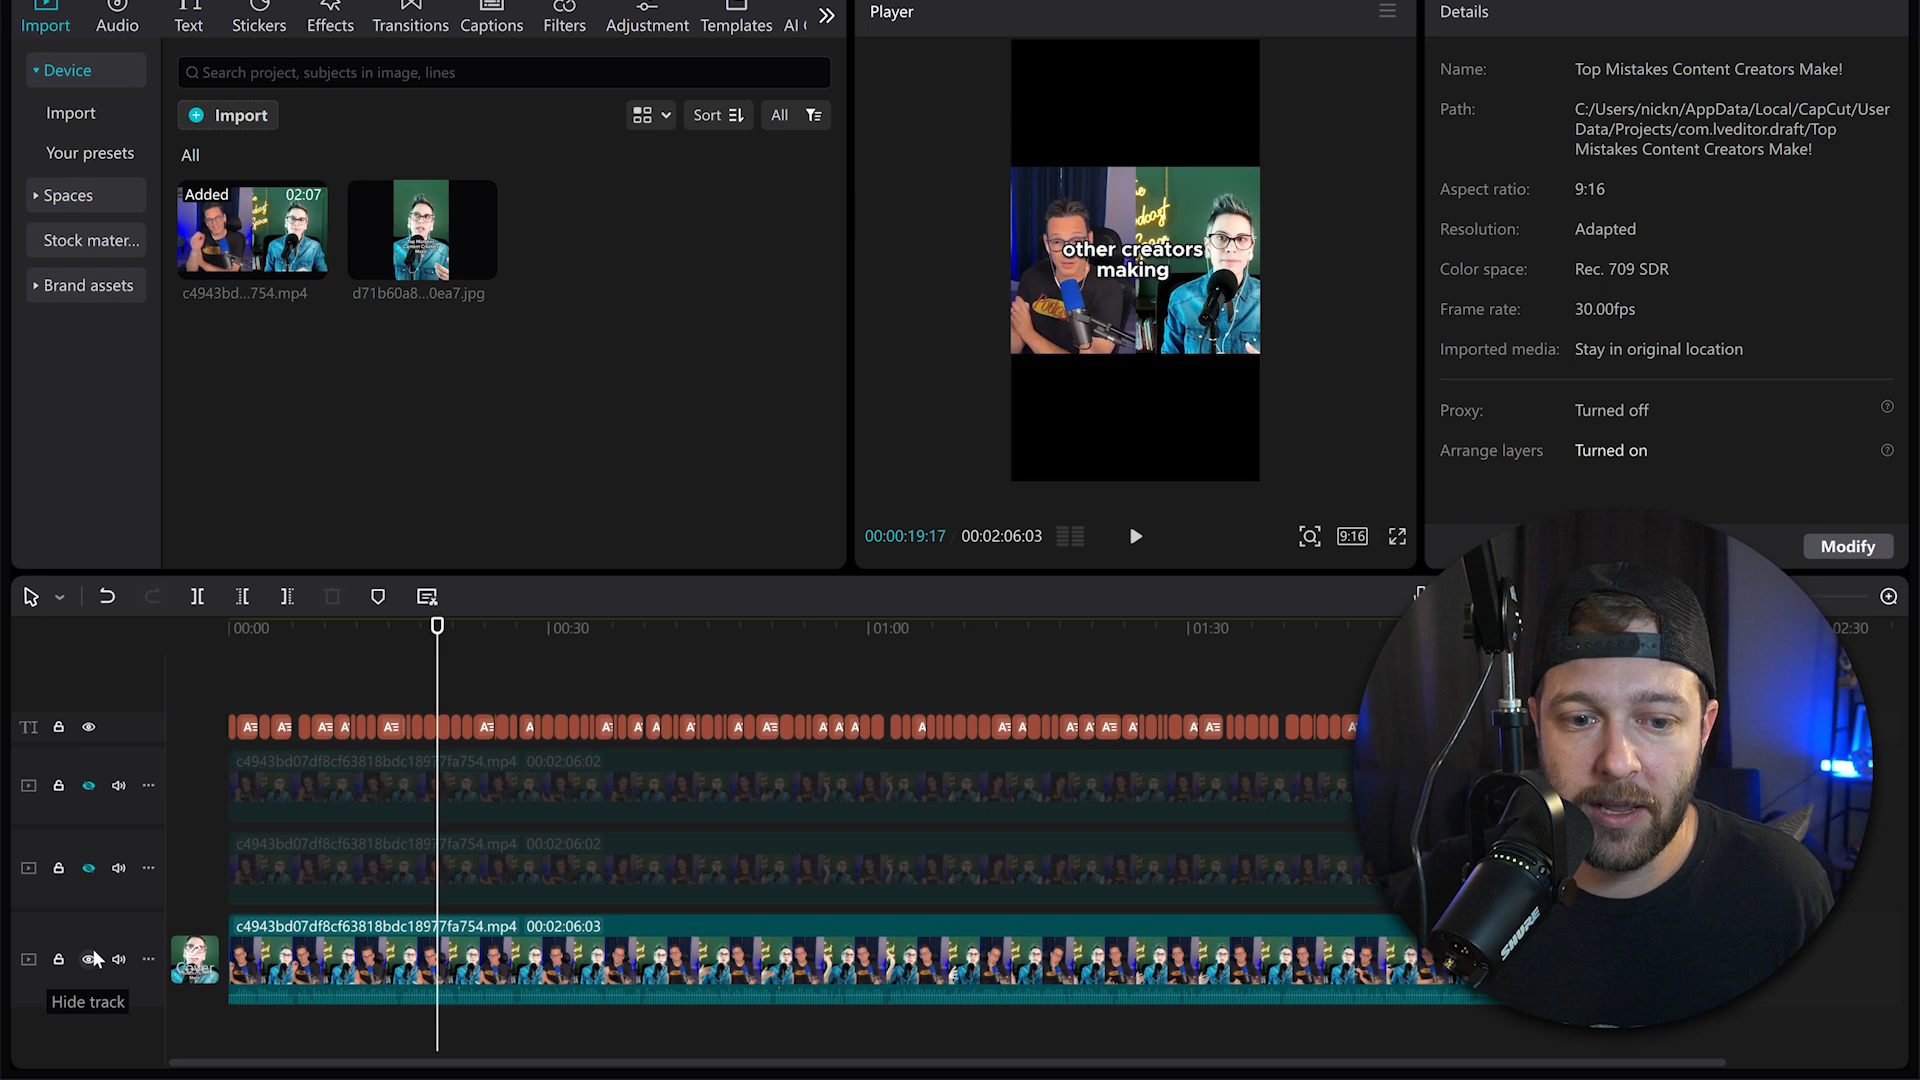 Import
Audio
Text
Stickers
Effects
Transitions
Captions
Filters
Adjustment
Templates
AI
Player
Details
Device
Import
Your presets
Spaces
Stock mater...
Brand assets
Search project, subjects in image, lines
Import
Sort
All
All
Added
02:07
c4943bd...754.mp4
d71b60a8...0ea7.jpg
other creators
making
00:00:19:17 / 00:02:06:03
9:16
Name: Top Mistakes Content Creators Make!
Path: C:/Users/nickn/AppData/Local/CapCut/User
Data/Projects/com.lveditor.draft/Top
Mistakes Content Creators Make!
Aspect ratio: 9:16
Resolution: Adapted
Color space: Rec. 709 SDR
Frame rate: 30.00fps
Imported media: Stay in original location
Proxy: Turned off
Arrange layers Turned on
Modify
00:00
00:30
01:00
01:30
02:30
TI
c4943bd07df8cf63818bdc18977fa754.mp4 00:02:06:02
c4943bd07df8cf63818bdc18977fa754.mp4 00:02:06:02
c4943bd07df8cf63818bdc18977fa754.mp4 00:02:06:03
Cover
Hide track
SHURE